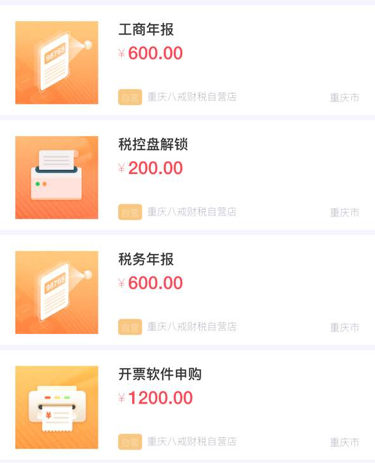 工商年报
¥600.00
自营 重庆八戒财税自营店 重庆市
税控盘解锁
¥200.00
自营 重庆八戒财税自营店 重庆市
税务年报
¥600.00
自营 重庆八戒财税自营店 重庆市
开票软件申购
¥1200.00
自营 重庆八戒财税自营店 重庆市